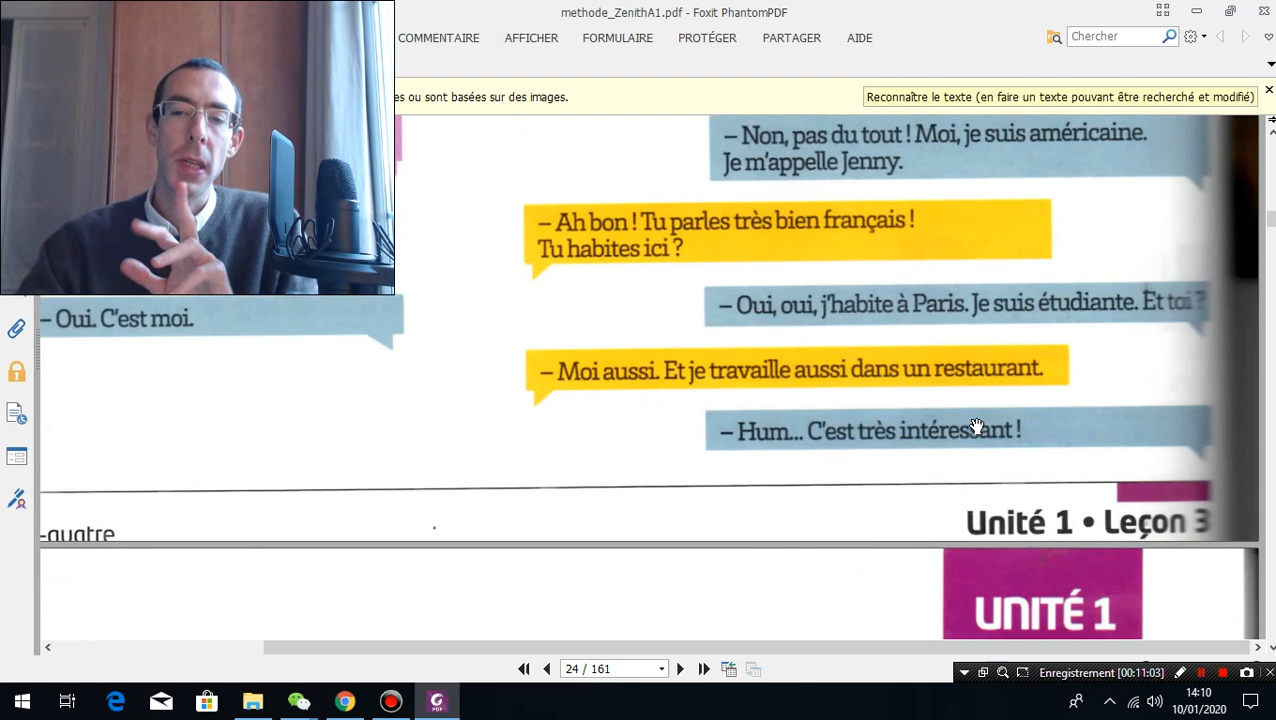 methode_ZenithA1.pdf - Foxit PhantomPDF
COMMENTAIRE AFFICHER FORMULAIRE PROTÉGER PARTAGER AIDE
Chercher
es ou sont basées sur des images.
Reconnaître le texte (en faire un texte pouvant être recherché et modifié)
– Non, pas du tout ! Moi, je suis américaine.
Je m'appelle Jenny.
– Ah bon ! Tu parles très bien français !
Tu habites ici ?
– Oui. C'est moi.
– Oui, oui, j'habite à Paris. Je suis étudiante. Et toi ?
– Moi aussi. Et je travaille aussi dans un restaurant.
– Hum... C'est très intéressant !
-quatre
Unité 1 • Leçon 3
UNITÉ 1
24 / 161
Enregistrement (00:11:03)
PDF
14:10
10/01/2020